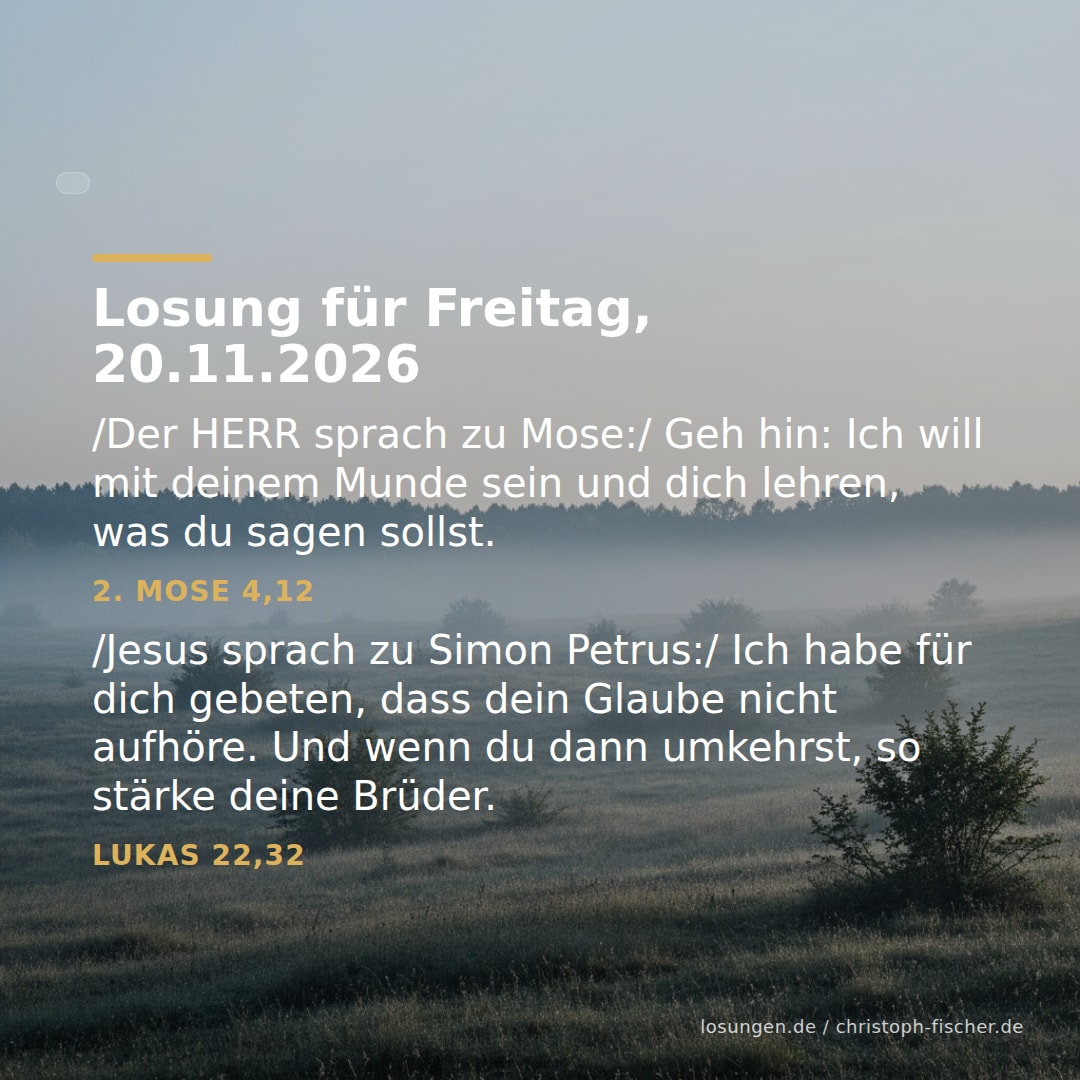 Losung für Freitag,
20.11.2026
/Der HERR sprach zu Mose:/ Geh hin: Ich will
mit deinem Munde sein und dich lehren,
was du sagen sollst.
2. MOSE 4,12
/Jesus sprach zu Simon Petrus:/ Ich habe für
dich gebeten, dass dein Glaube nicht
aufhöre. Und wenn du dann umkehrst, so
stärke deine Brüder.
LUKAS 22,32
losungen.de / christoph-fischer.de